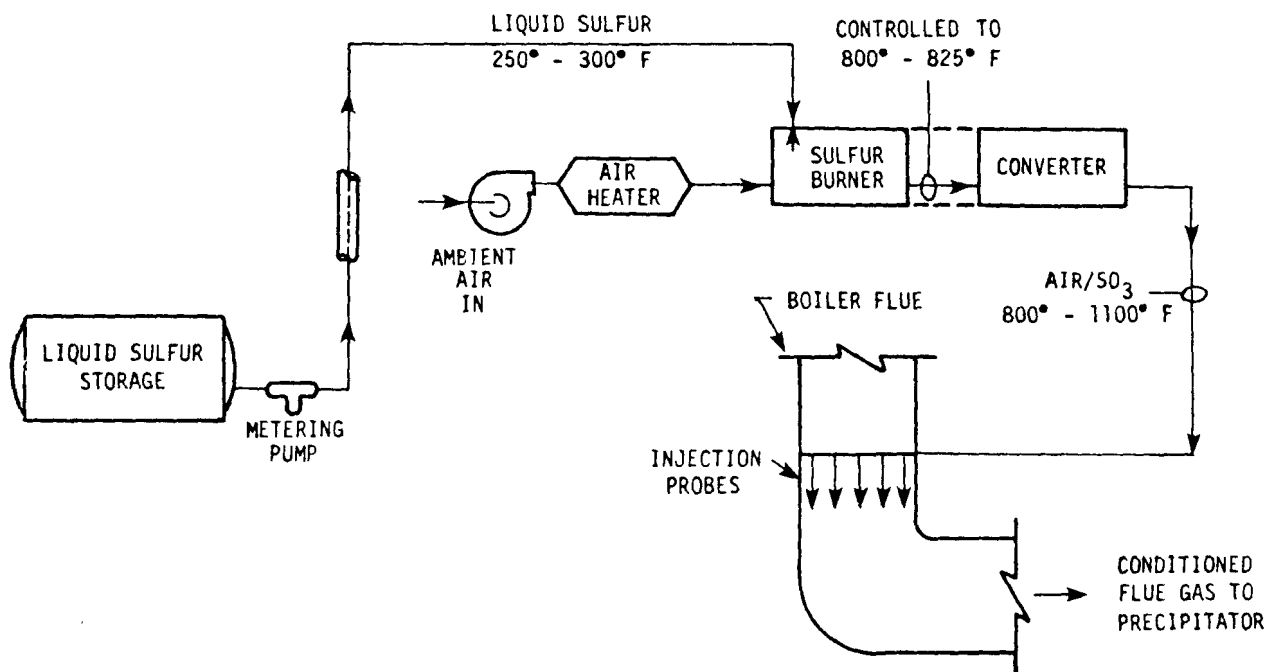 LIQUID SULFUR
250° - 300° F
CONTROLLED TO
800° - 825° F
SULFUR
BURNER
CONVERTER
AIR
HEATER
AMBIENT
AIR
IN
AIR/SO₃
800° - 1100° F
BOILER FLUE
LIQUID SULFUR
STORAGE
METERING
PUMP
INJECTION
PROBES
CONDITIONED
FLUE GAS TO
PRECIPITATOR